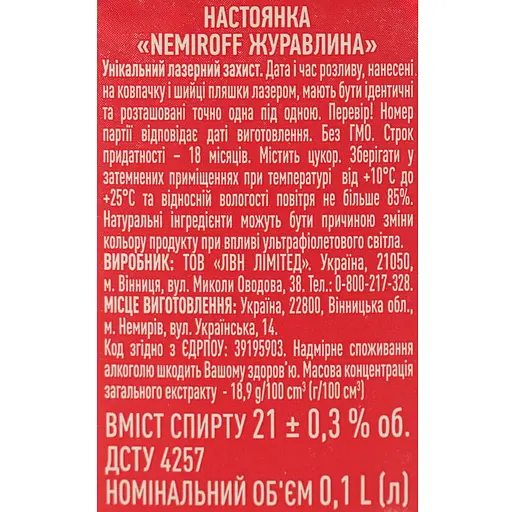 НАСТОЯНКА
«NEMIROFF ЖУРАВЛИНА»
Унікальний лазерний захист. Дата і час розливу, нанесені
на ковпачку і шийці пляшки лазером, мають бути ідентичні
та розташовані точно одна під одною. Перевір! Номер
партії відповідає даті виготовлення. Без ГМО. Строк
придатності – 18 місяців. Містить цукор. Зберігати у
затемнених приміщеннях при температурі від +10°С до
+25°С та відносній вологості повітря не більше 85%.
Натуральні інгредієнти можуть бути причиною зміни
кольору продукту при впливі ультрафіолетового світла.
ВИРОБНИК: ТОВ «ЛВН ЛІМІТЕД». Україна, 21050,
м. Вінниця, вул. Миколи Оводова, 38. Тел.: 0-800-217-328.
МІСЦЕ ВИГОТОВЛЕННЯ: Україна, 22800, Вінницька обл.,
м. Немирів, вул. Українська, 14.
Код згідно з ЄДРПОУ: 39195903. Надмірне споживання
алкоголю шкодить Вашому здоров'ю. Масова концентрація
загального екстракту - 18,9 g/100 cm³ (г/100 см³)
ВМІСТ СПИРТУ 21 ± 0,3 % об.
ДСТУ 4257
НОМІНАЛЬНИЙ ОБ'ЄМ 0,1 L (л)